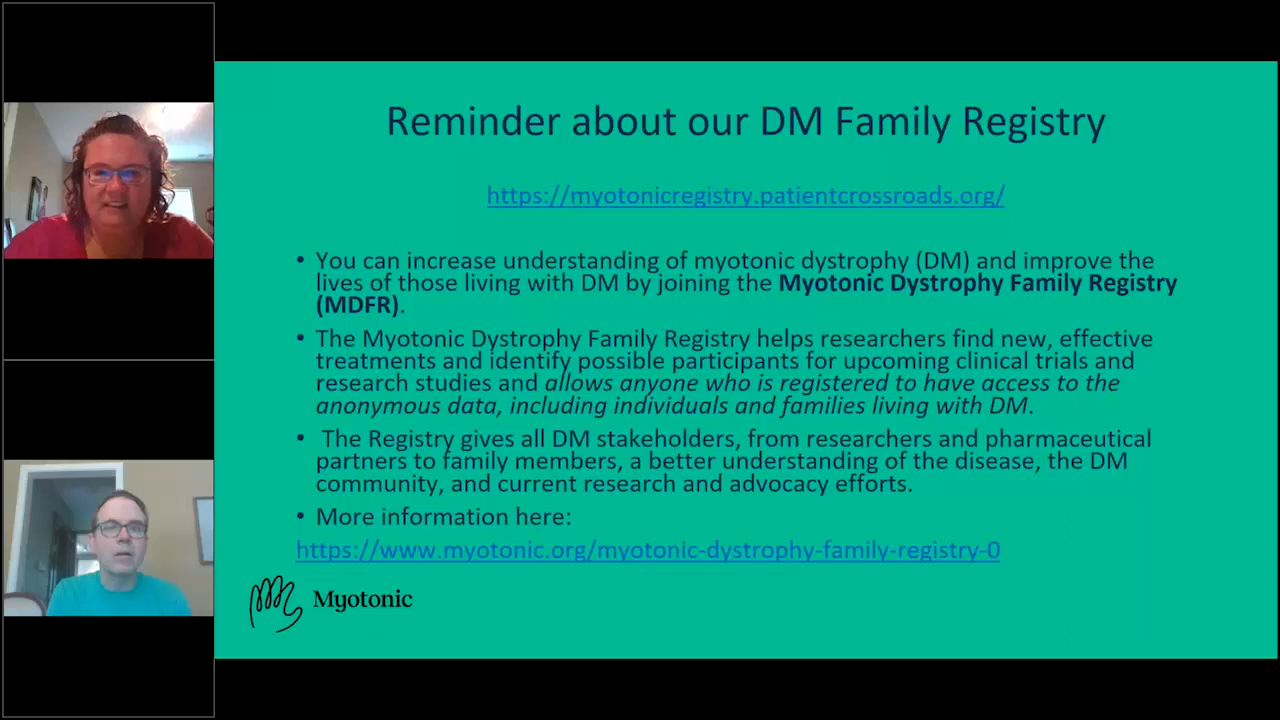 Reminder about our DM Family Registry
https://myotonicregistry.patientcrossroads.org/
• You can increase understanding of myotonic dystrophy (DM) and improve the
lives of those living with DM by joining the Myotonic Dystrophy Family Registry
(MDFR).
• The Myotonic Dystrophy Family Registry helps researchers find new, effective
treatments and identify possible participants for upcoming clinical trials and
research studies and allows anyone who is registered to have access to the
anonymous data, including individuals and families living with DM.
• The Registry gives all DM stakeholders, from researchers and pharmaceutical
partners to family members, a better understanding of the disease, the DM
community, and current research and advocacy efforts.
• More information here:
https://www.myotonic.org/myotonic-dystrophy-family-registry-0
Myotonic